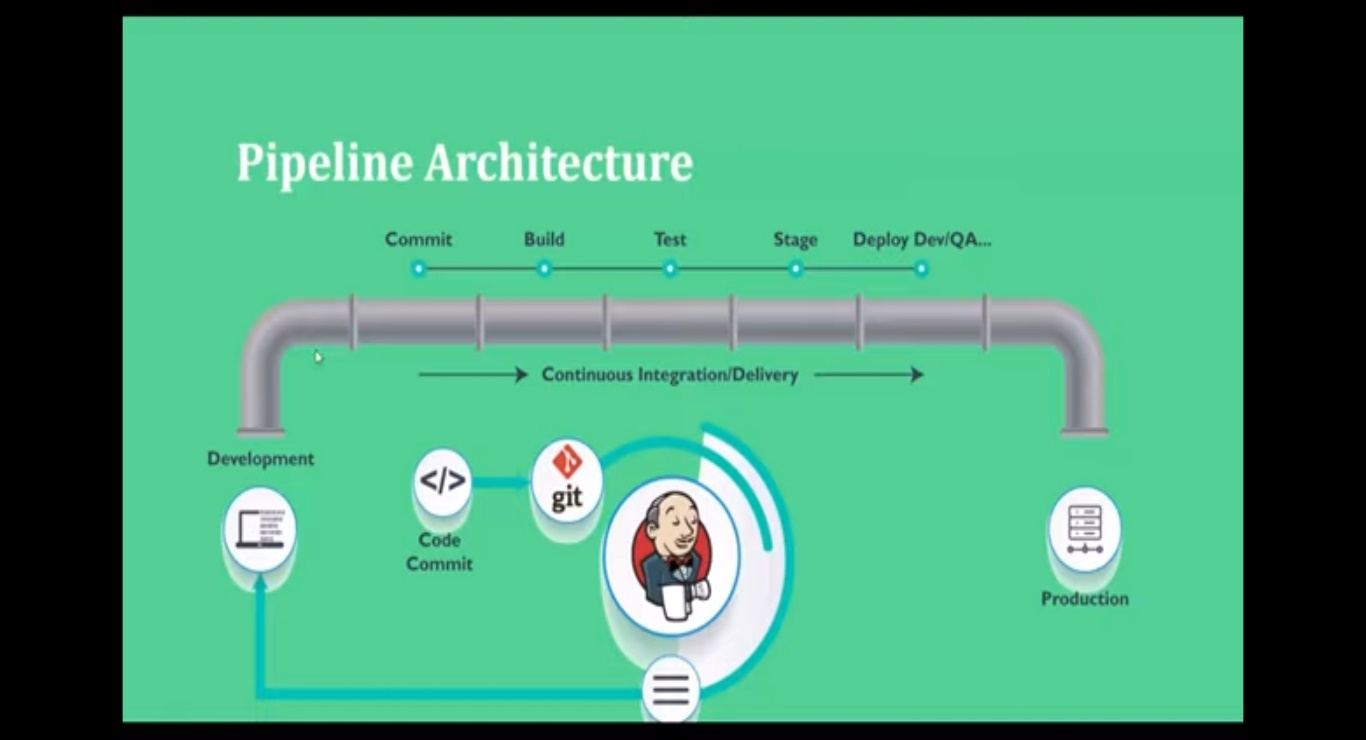 Pipeline Architecture
Commit
Build
Test
Stage
Deploy Dev/QA...
Continuous Integration/Delivery
Development
</>
git
Code
Commit
Production